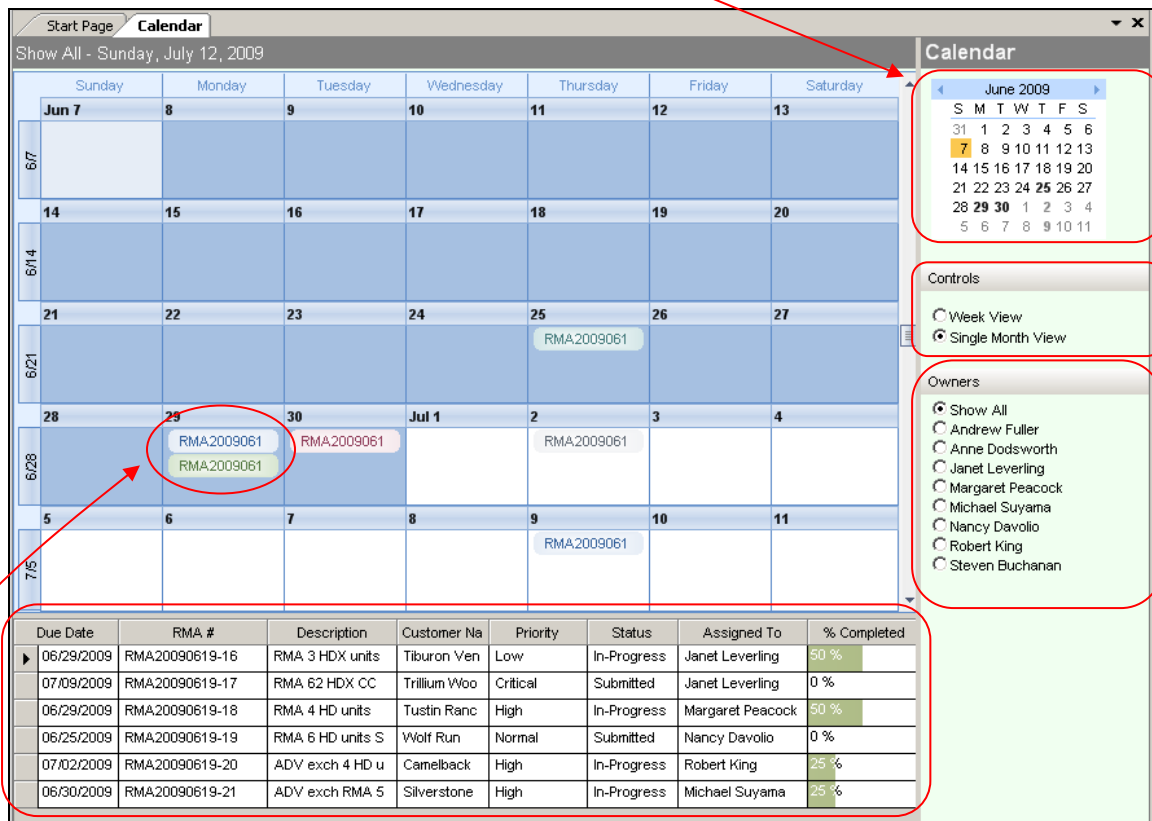 Start Page Calendar
Show All - Sunday, July 12, 2009
Sunday Monday Tuesday Wednesday Thursday Friday Saturday
Jun 7 8 9 10 11 12 13
6/7
14 15 16 17 18 19 20
6/14
21 22 23 24 25 26 27
RMA2009061
6/21
28 29 30 Jul 1 2 3 4
RMA2009061 RMA2009061 RMA2009061
RMA2009061
6/28
5 6 7 8 9 10 11
RMA2009061
7/5
Due Date RMA # Description Customer Na Priority Status Assigned To % Completed
06/29/2009 RMA20090619-16 RMA 3 HDX units Tiburon Ven Low In-Progress Janet Leverling 50 %
07/09/2009 RMA20090619-17 RMA 62 HDX CC Trillium Woo Critical Submitted Janet Leverling 0 %
06/29/2009 RMA20090619-18 RMA 4 HD units Tustin Ranc High In-Progress Margaret Peacock 50 %
06/25/2009 RMA20090619-19 RMA 6 HD units S Wolf Run Normal Submitted Nancy Davolio 0 %
07/02/2009 RMA20090619-20 ADV exch 4 HD u Camelback High In-Progress Robert King 25 %
06/30/2009 RMA20090619-21 ADV exch RMA 5 Silverstone High In-Progress Michael Suyama 25 %
Calendar
June 2009
S M T W T F S
31 1 2 3 4 5 6
7 8 9 10 11 12 13
14 15 16 17 18 19 20
21 22 23 24 25 26 27
28 29 30 1 2 3 4
5 6 7 8 9 10 11
Controls
Week View
Single Month View
Owners
Show All
Andrew Fuller
Anne Dodsworth
Janet Leverling
Margaret Peacock
Michael Suyama
Nancy Davolio
Robert King
Steven Buchanan